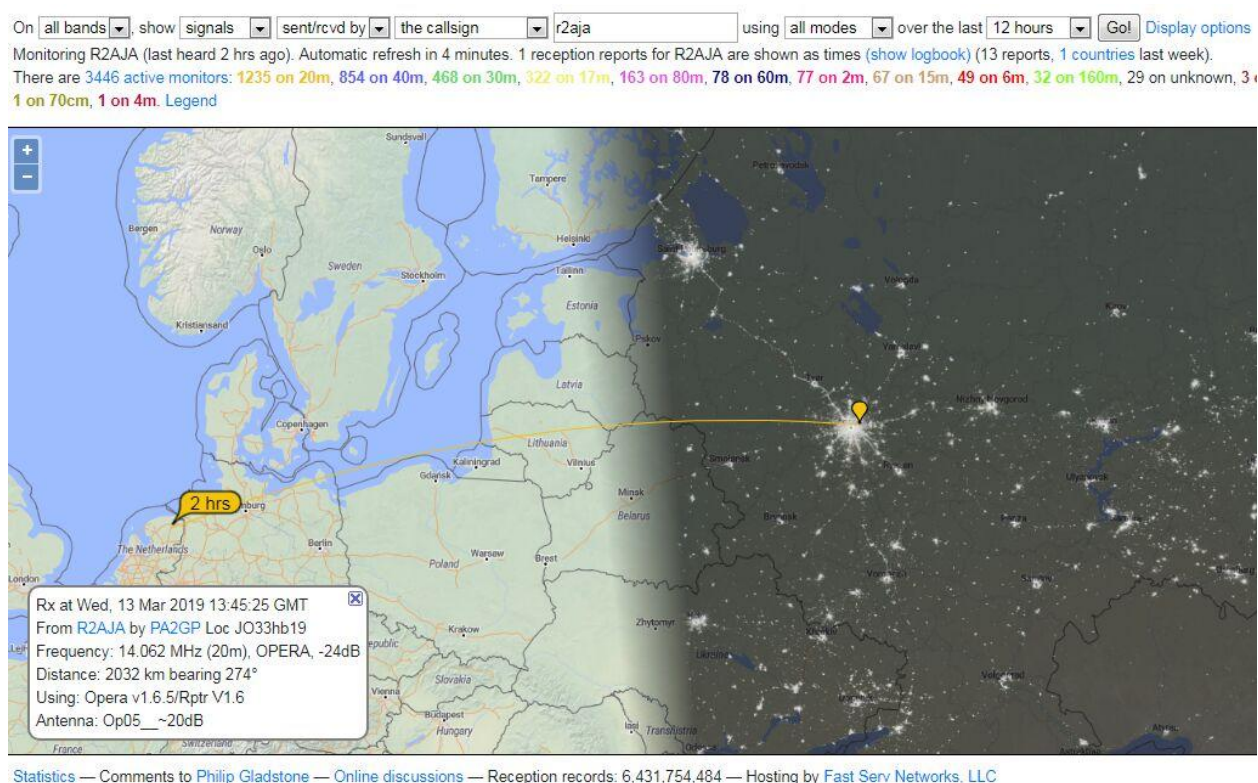 On all bands , show signals sent/rcvd by the callsign r2aja using all modes over the last 12 hours Go! Display options
Monitoring R2AJA (last heard 2 hrs ago). Automatic refresh in 4 minutes. 1 reception reports for R2AJA are shown as times (show logbook) (13 reports, 1 countries last week).
There are 3446 active monitors: 1235 on 20m, 854 on 40m, 468 on 30m, 322 on 17m, 163 on 80m, 78 on 60m, 77 on 2m, 67 on 15m, 49 on 6m, 32 on 160m, 29 on unknown, 3
1 on 70cm, 1 on 4m. Legend
+
−
Sundsvall
Petrozavodsk
Tampere
Bergen
Norway
Oslo
Helsinki
Sweden
Stockholm
Tallinn
Vologda
Estonia
Kirov
Kristiansand
Pskov
Yaroslavl
Latvia
Tver
Nizhny Novgorod
Copenhagen
Lithuania
Kaliningrad
Vilnius
Smolensk
Gdańsk
Ulyanovsk
2 hrs
Minsk
Belarus
Bryansk
Penza
The Netherlands
Berlin
Warsaw
Poland
Brest
London
Zhytomyr
Krakow
Ukraine
Slovakia
Vienna
Budapest
Hungary
Iasi
Transnistria
Volgograd
France
Switzerland
Rx at Wed, 13 Mar 2019 13:45:25 GMT
From R2AJA by PA2GP Loc JO33hb19
Frequency: 14.062 MHz (20m), OPERA, -24dB
Distance: 2032 km bearing 274°
Using: Opera v1.6.5/Rptr V1.6
Antenna: Op05__~20dB
Statistics — Comments to Philip Gladstone — Online discussions — Reception records: 6,431,754,484 — Hosting by Fast Serv Networks, LLC